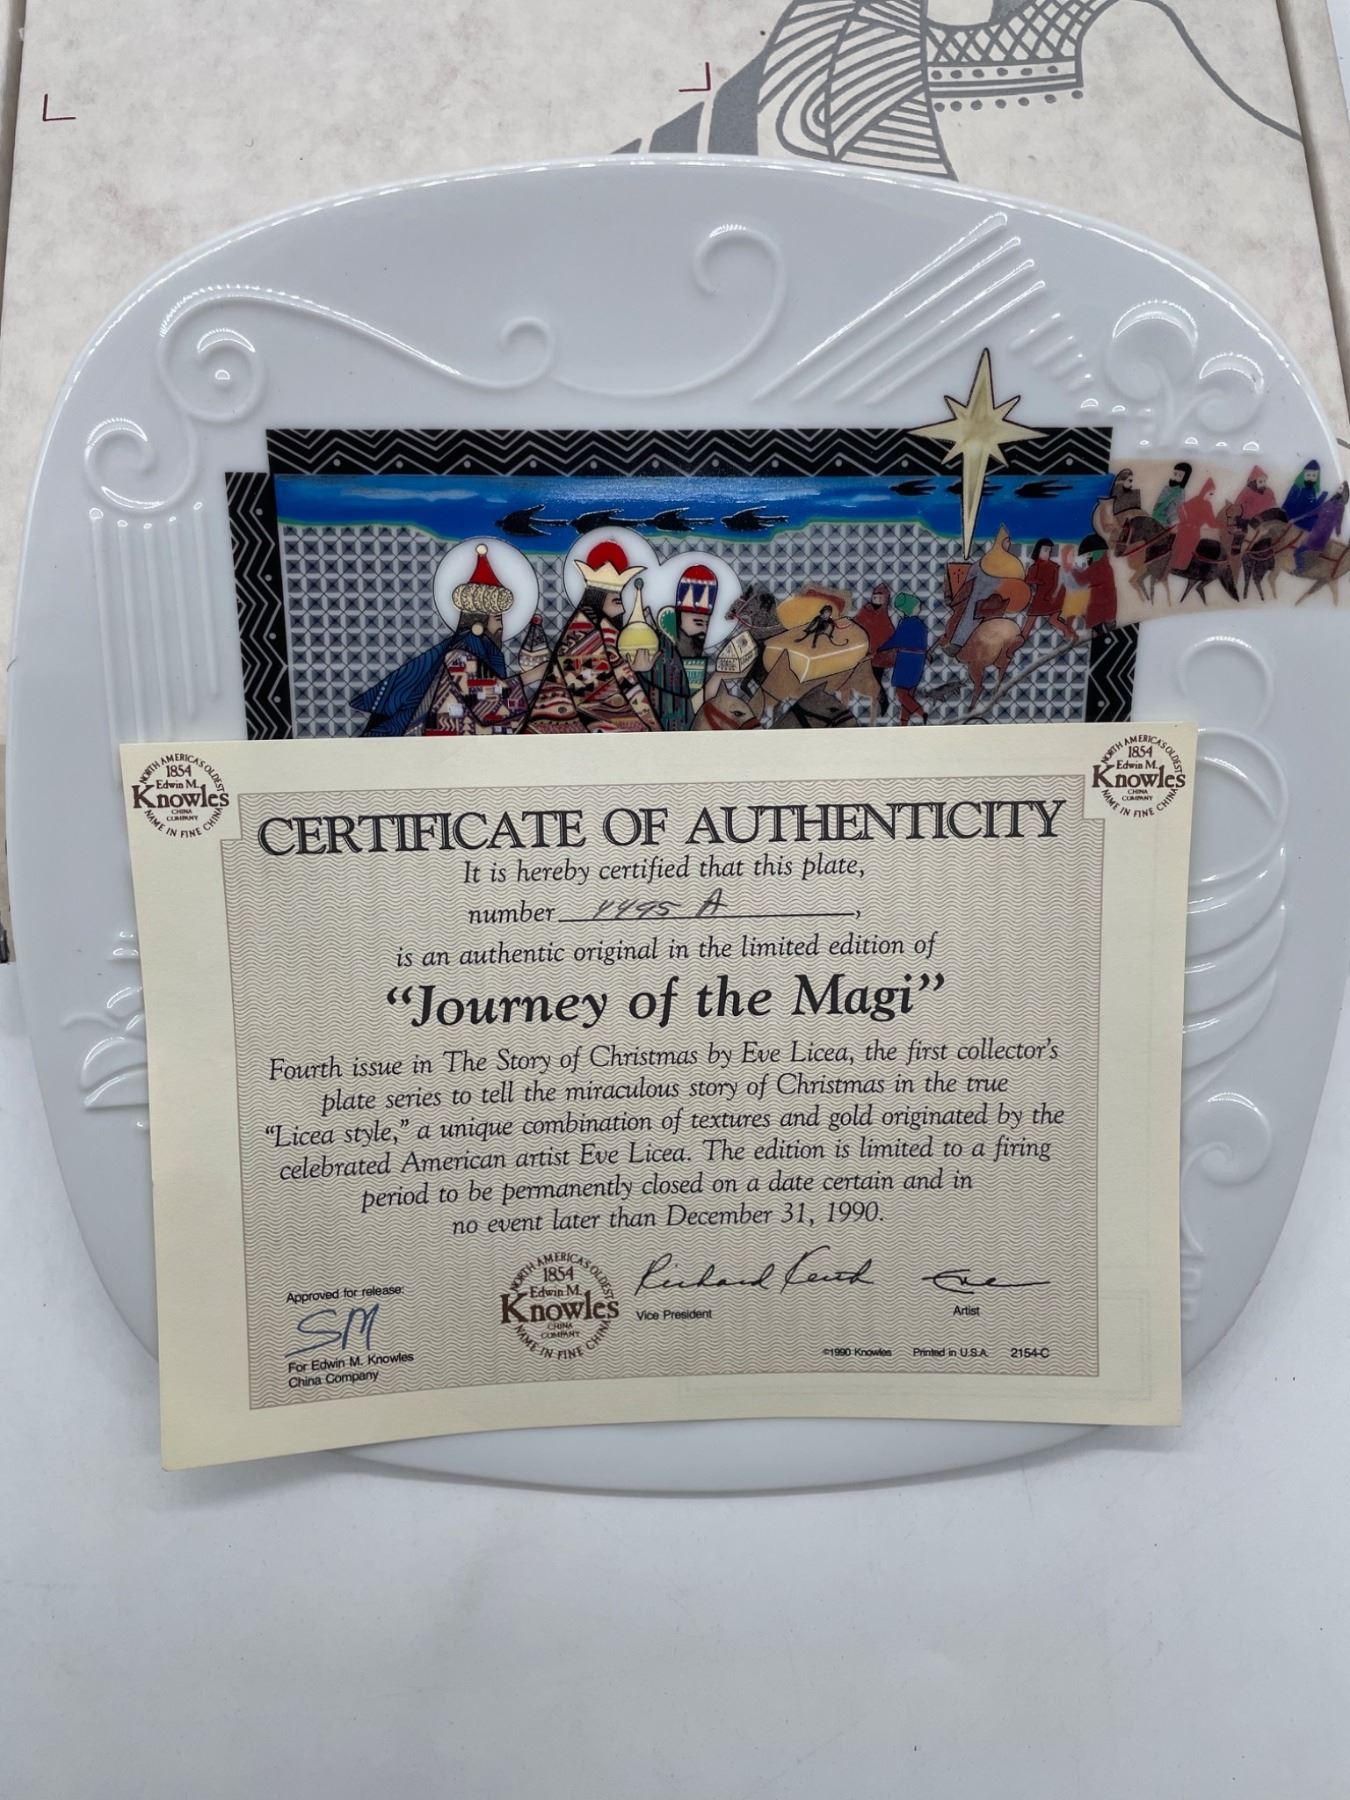 NORTH AMERICA'S OLDEST
1854
Edwin M.
Knowles
CHINA
COMPANY
NAME IN FINE CHINA
NORTH AMERICA'S OLDEST
1854
Edwin M.
Knowles
CHINA
COMPANY
NAME IN FINE CHINA
CERTIFICATE OF AUTHENTICITY
It is hereby certified that this plate,
number 4495 A,
is an authentic original in the limited edition of
“Journey of the Magi”
Fourth issue in The Story of Christmas by Eve Licea, the first collector's
plate series to tell the miraculous story of Christmas in the true
“Licea style,” a unique combination of textures and gold originated by the
celebrated American artist Eve Licea. The edition is limited to a firing
period to be permanently closed on a date certain and in
no event later than December 31, 1990.
Approved for release:
SM
For Edwin M. Knowles
China Company
NORTH AMERICA'S OLDEST
1854
Edwin M.
Knowles
CHINA
COMPANY
NAME IN FINE CHINA
Richard
Vice President
Eve
Artist
©1990 Knowles Printed in U.S.A. 2154-C